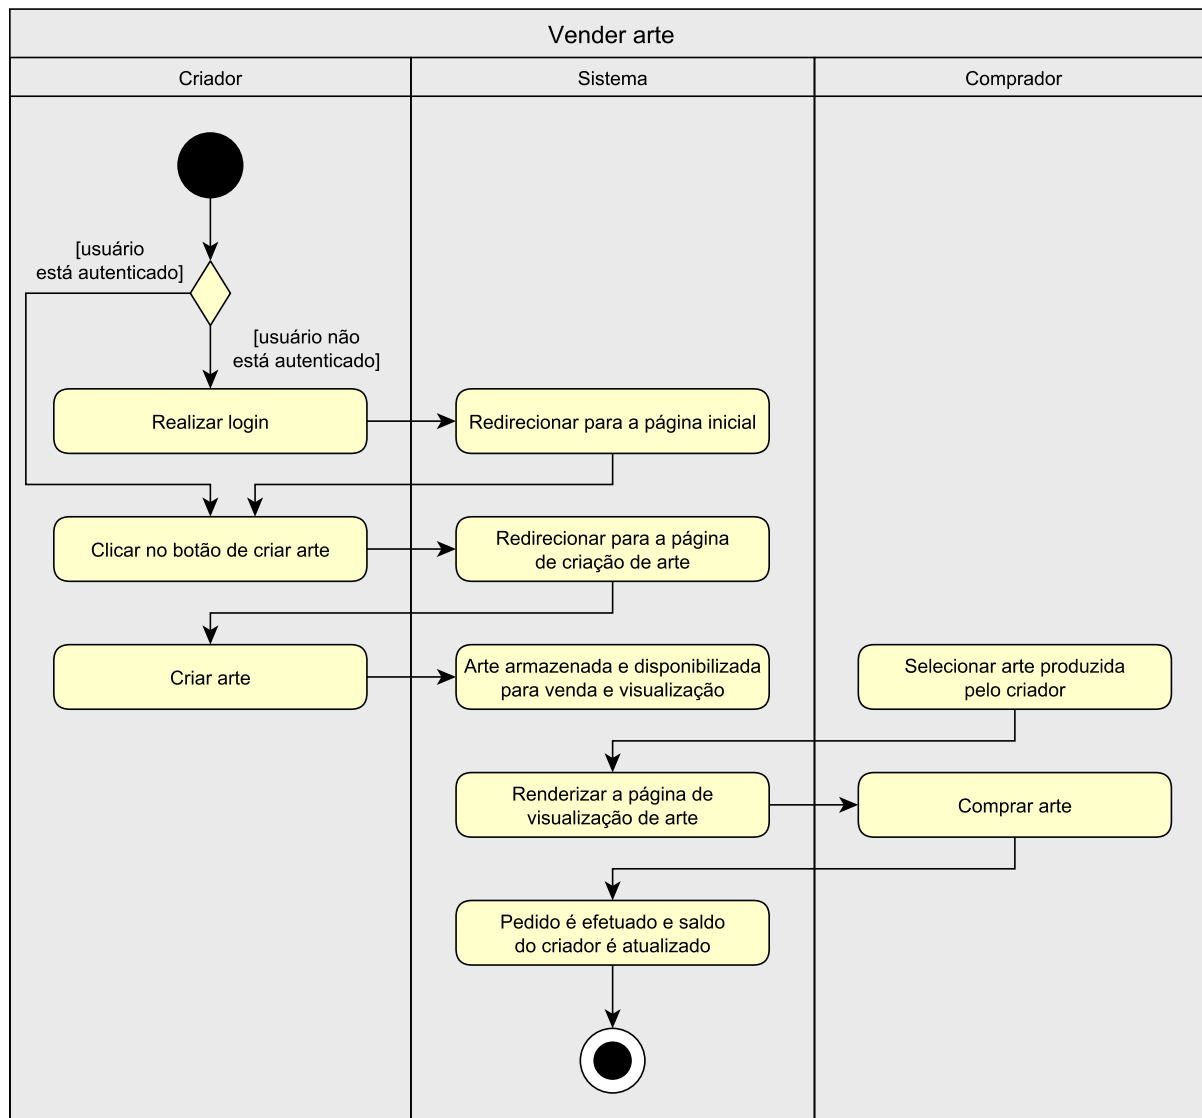 Vender arte
Criador
Sistema
Comprador
[usuário
está autenticado]
[usuário não
está autenticado]
Realizar login
Redirecionar para a página inicial
Clicar no botão de criar arte
Redirecionar para a página
de criação de arte
Criar arte
Arte armazenada e disponibilizada
para venda e visualização
Selecionar arte produzida
pelo criador
Renderizar a página de
visualização de arte
Comprar arte
Pedido é efetuado e saldo
do criador é atualizado